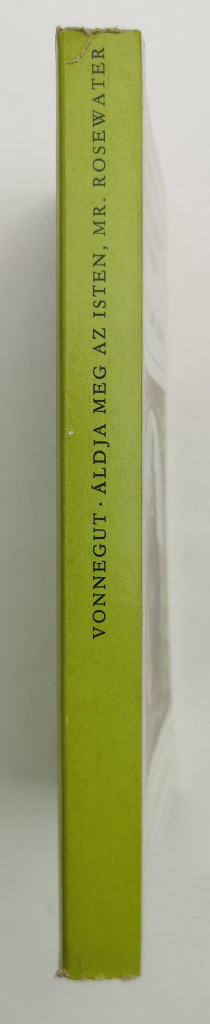 VONNEGUT · ÁLDJA MEG AZ ISTEN, MR. ROSEWATER